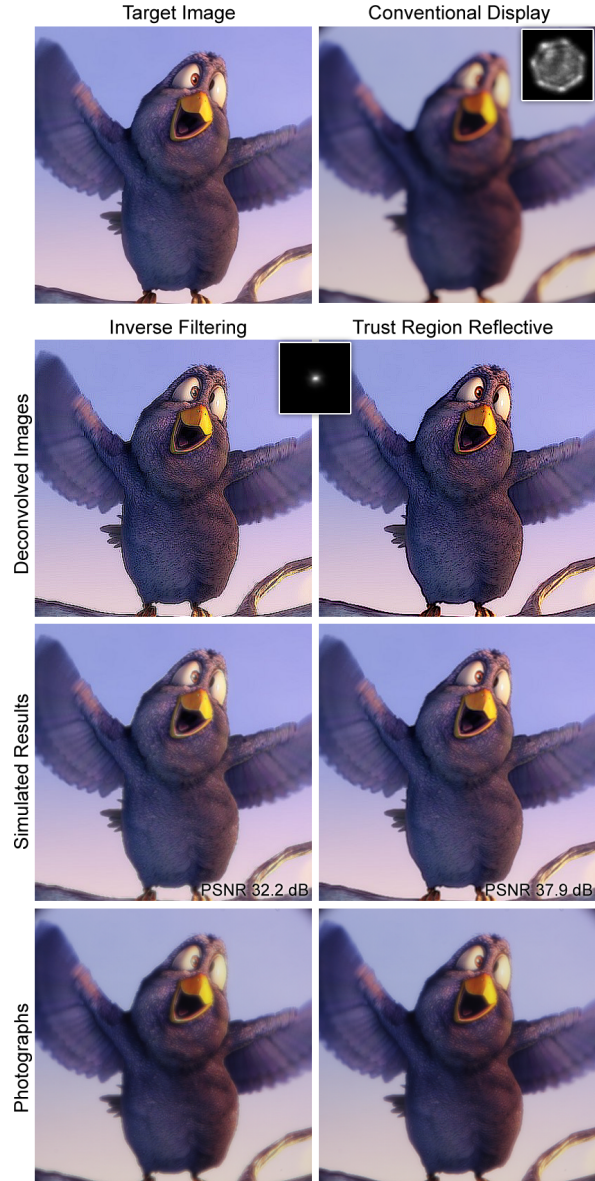 Target Image
Conventional Display
Inverse Filtering
Trust Region Reflective
Deconvolved Images
Simulated Results
PSNR 32.2 dB
PSNR 37.9 dB
Photographs